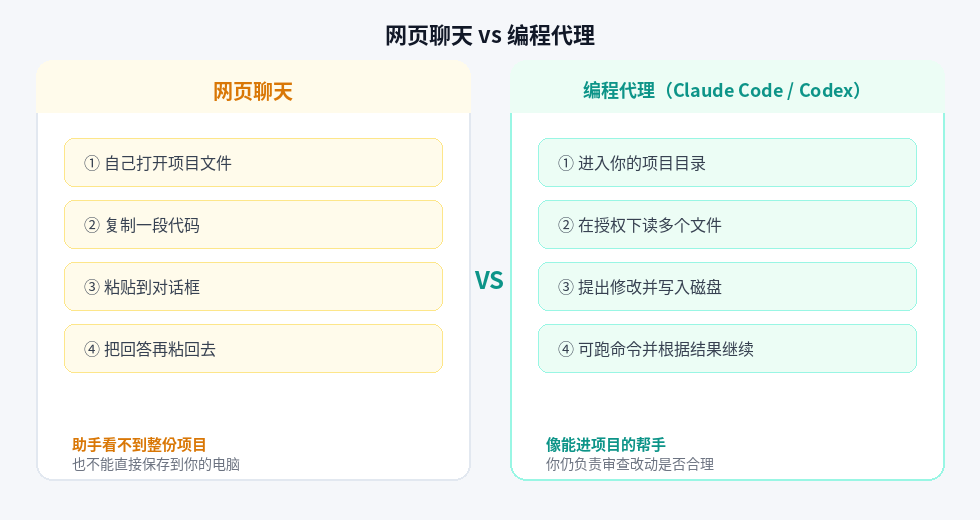 网页聊天 vs 编程代理
网页聊天
① 自己打开项目文件
② 复制一段代码
③ 粘贴到对话框
④ 把回答再粘回去
助手看不到整份项目
也不能直接保存到你的电脑
VS
编程代理（Claude Code / Codex）
① 进入你的项目目录
② 在授权下读多个文件
③ 提出修改并写入磁盘
④ 可跑命令并根据结果继续
像能进项目的帮手
你仍负责审查改动是否合理